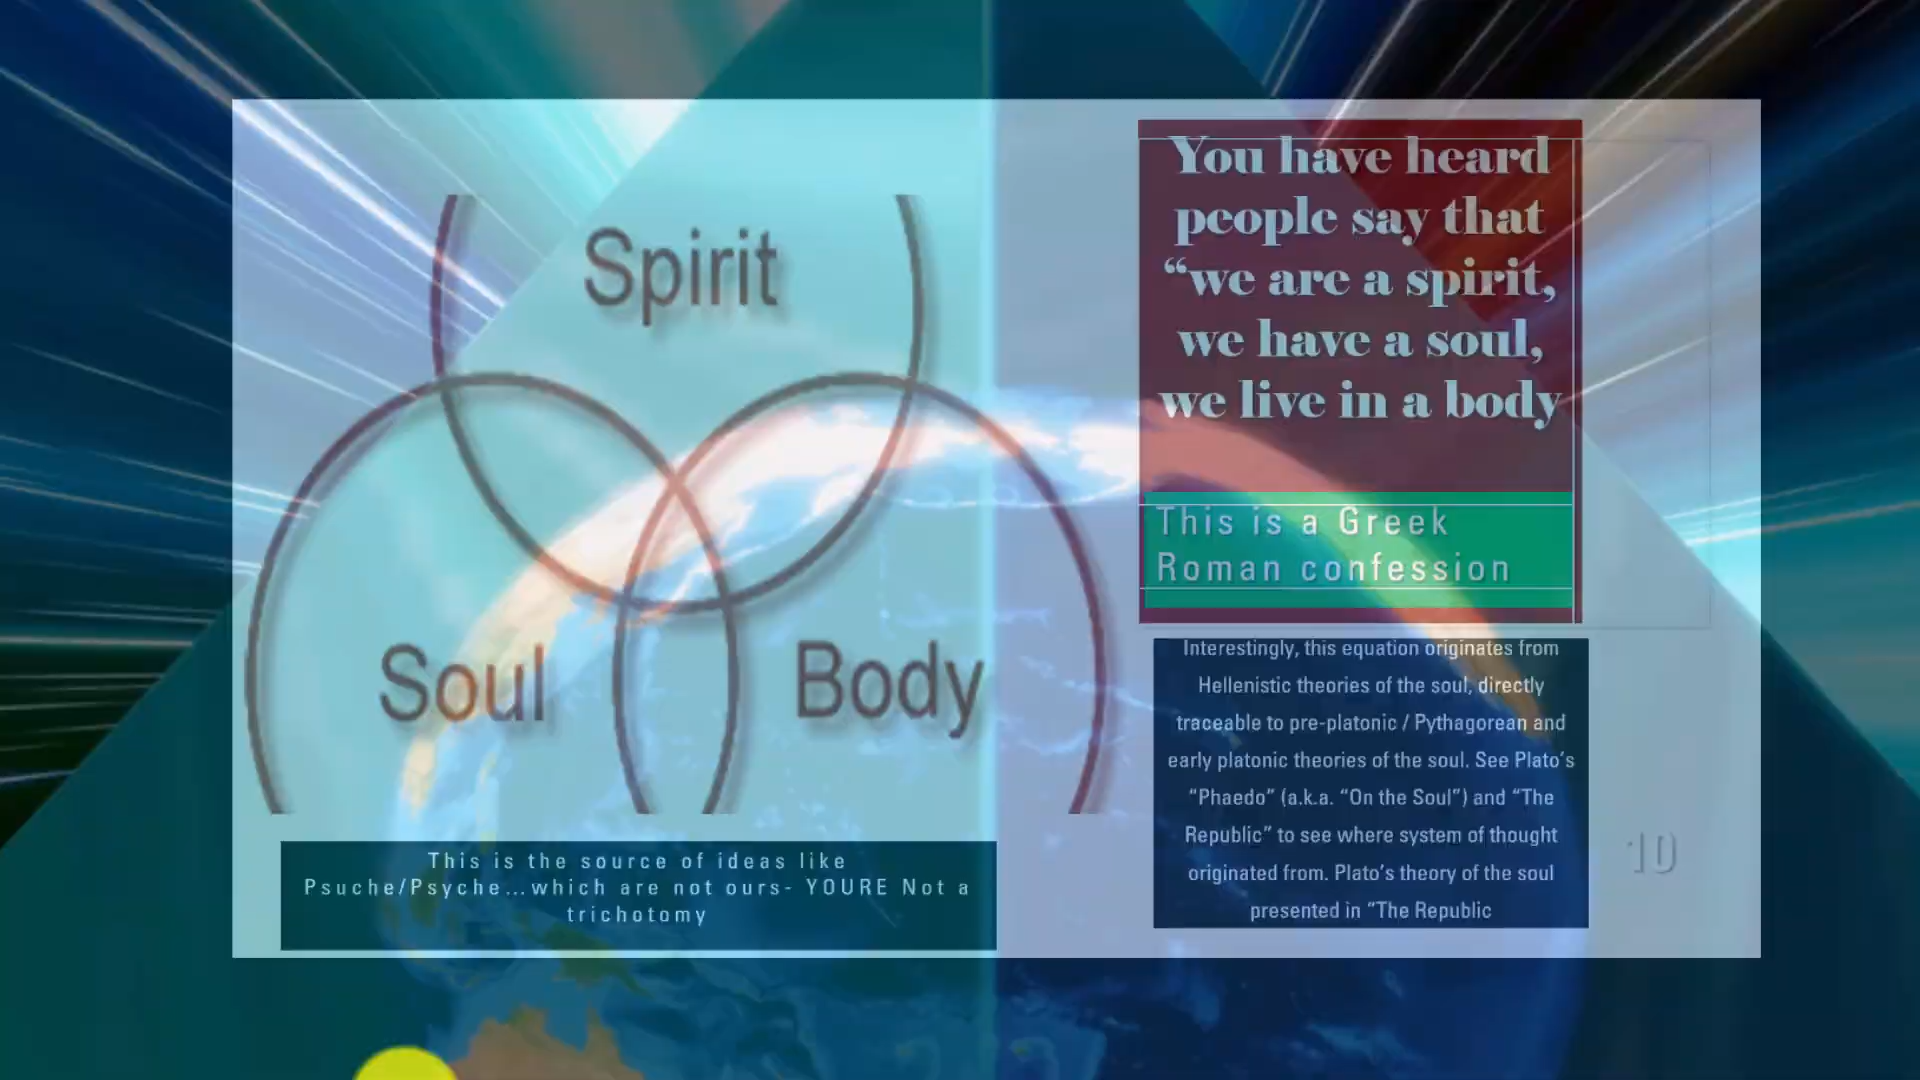 Spirit
Soul
Body
This is the source of ideas like
Psuche/Psyche...which are not ours- YOURE Not a
trichotomy
You have heard
people say that
“we are a spirit,
we have a soul,
we live in a body
This is a Greek
Roman confession
Interestingly, this equation originates from
Hellenistic theories of the soul, directly
traceable to pre-platonic / Pythagorean and
early platonic theories of the soul. See Plato’s
“Phaedo” (a.k.a. “On the Soul”) and “The
Republic” to see where system of thought
originated from. Plato’s theory of the soul
presented in “The Republic
10